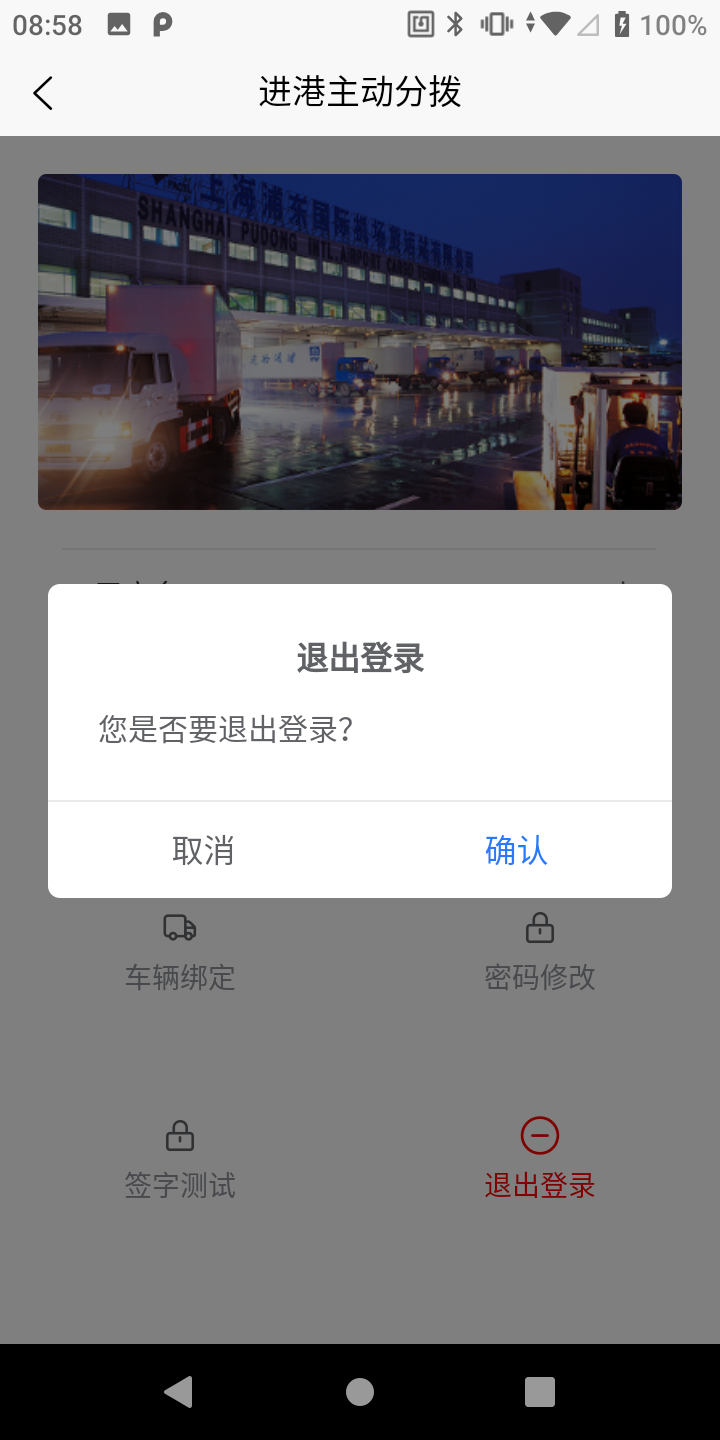 08:58
100%
进港主动分拨
上海浦东国际机场货运站有限公司
SHANGHAI PUDONG INT'L AIRPORT CARGO TERMINAL CO.
退出登录
您是否要退出登录?
取消
确认
车辆绑定
密码修改
签字测试
退出登录